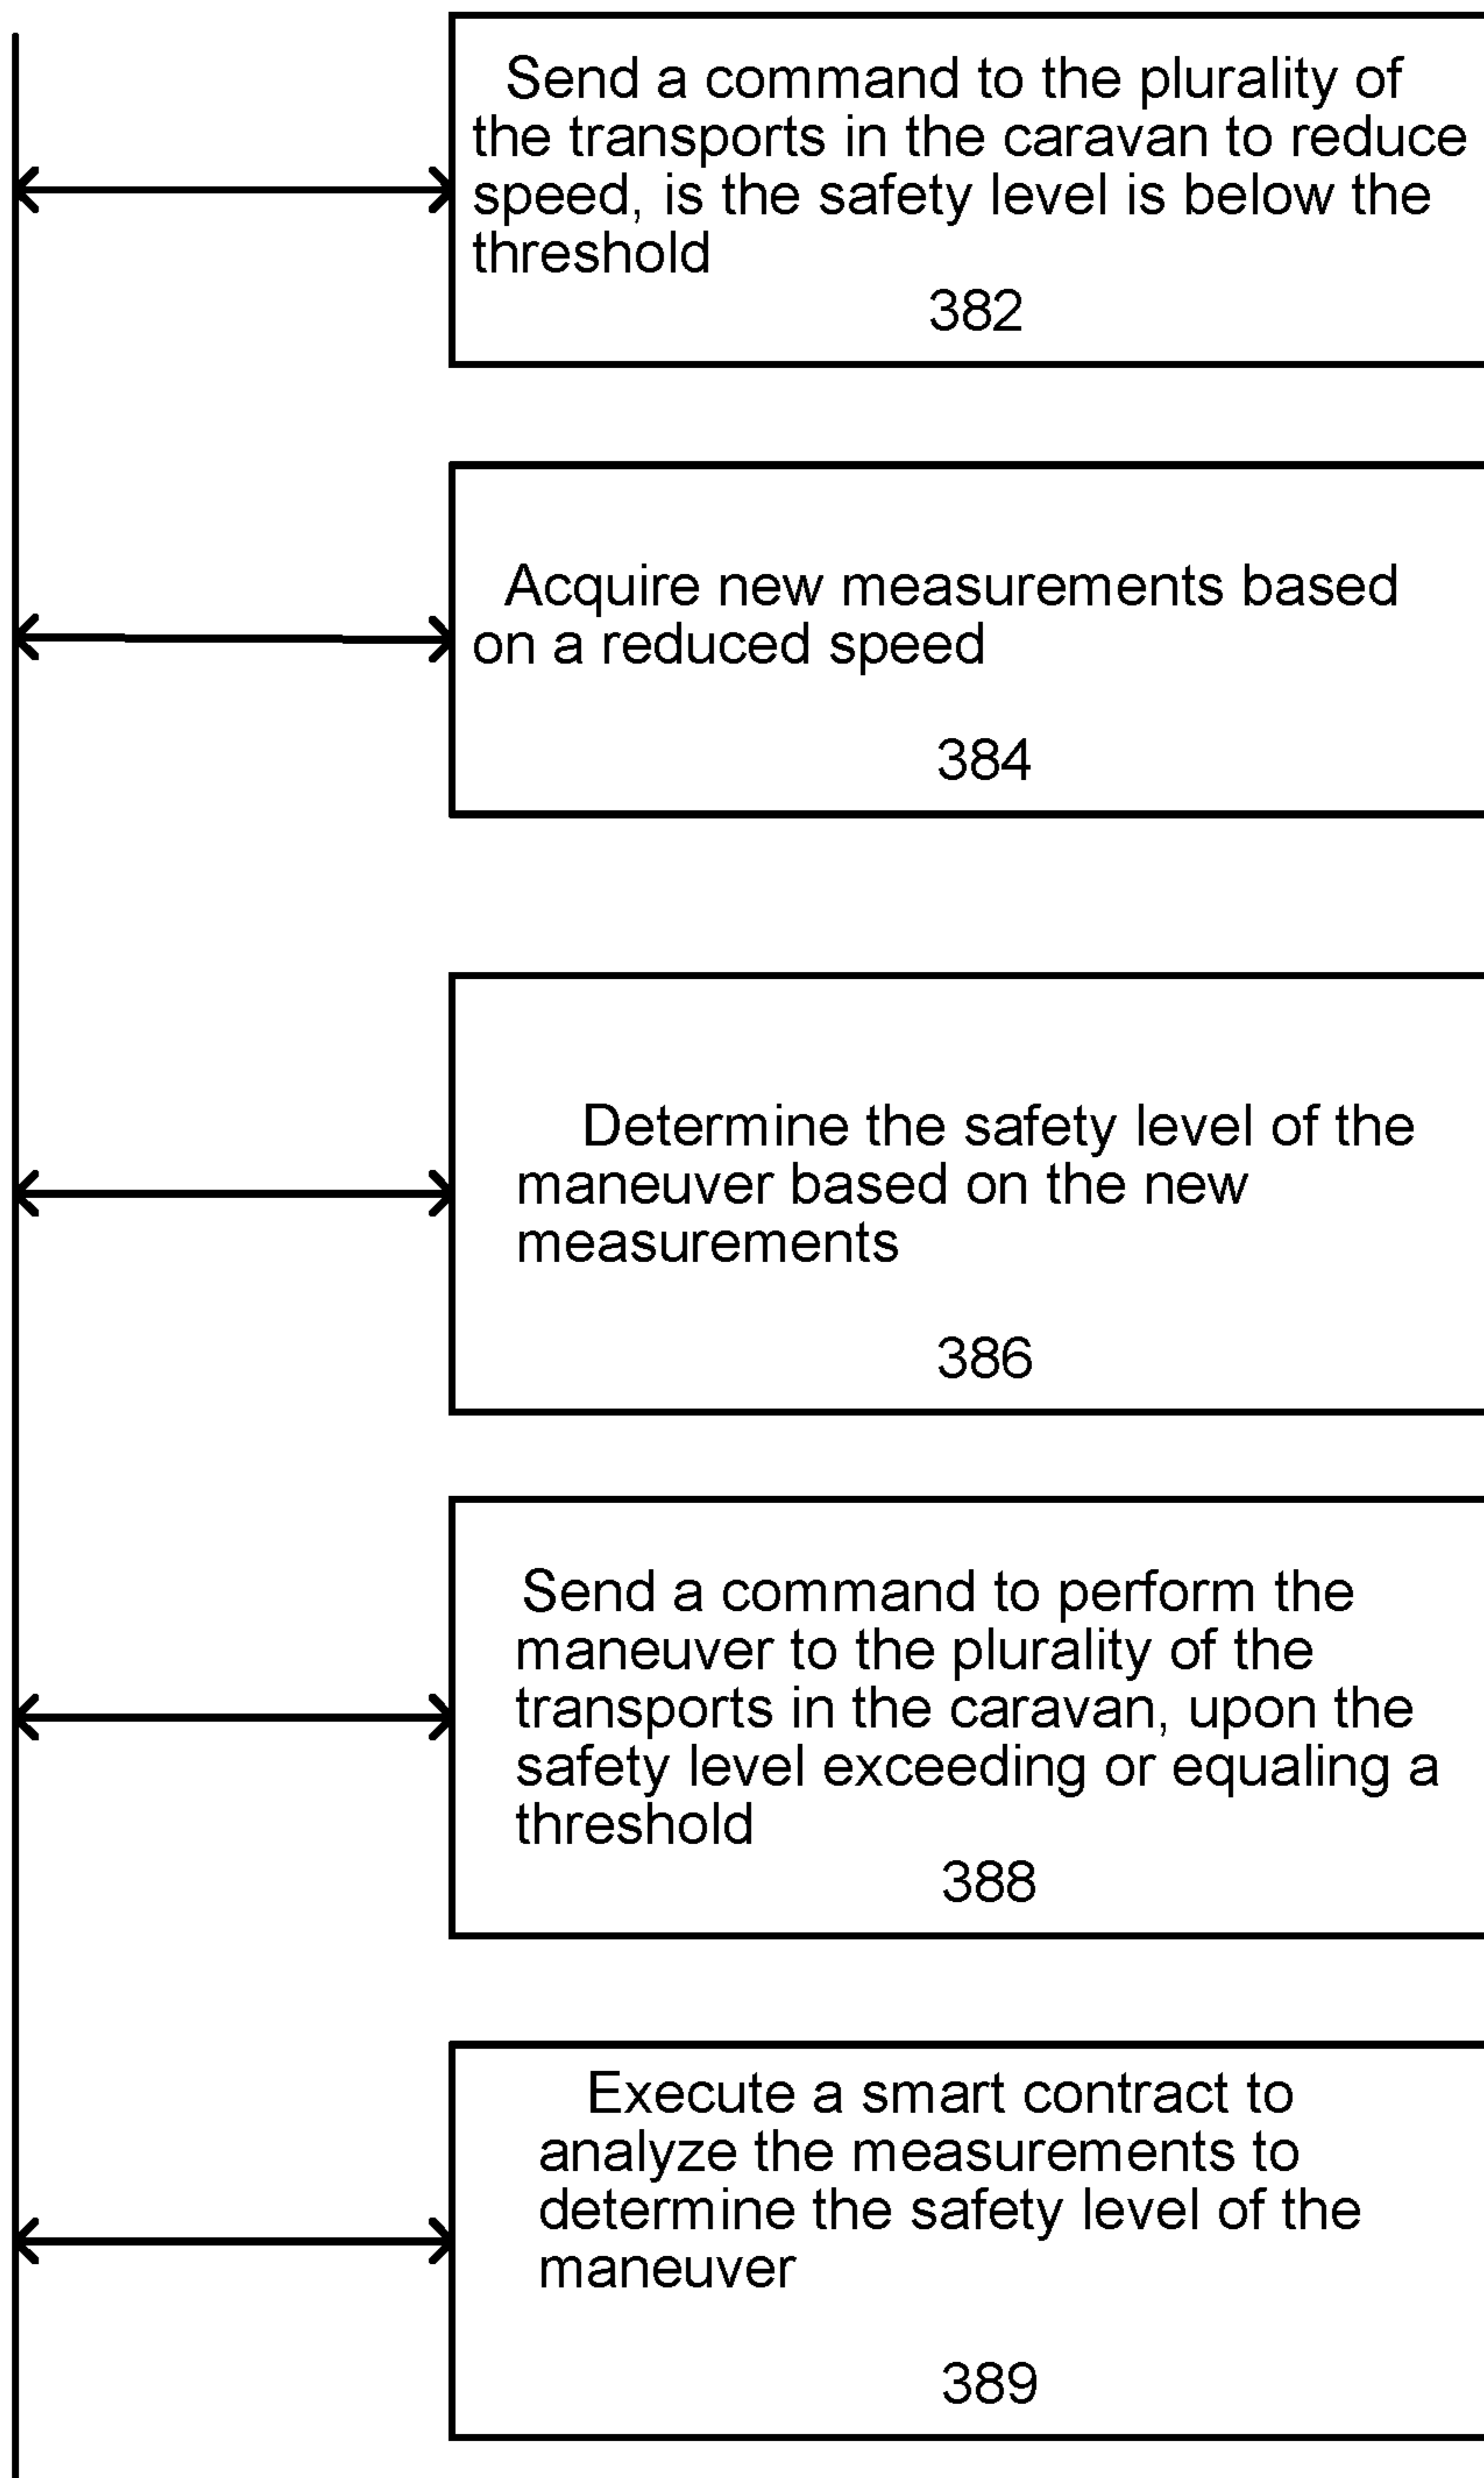 Send a command to the plurality of
the transports in the caravan to reduce
speed, is the safety level is below the
threshold
382
Acquire new measurements based
on a reduced speed
384
Determine the safety level of the
maneuver based on the new
measurements
386
Send a command to perform the
maneuver to the plurality of the
transports in the caravan, upon the
safety level exceeding or equaling a
threshold
388
Execute a smart contract to
analyze the measurements to
determine the safety level of the
maneuver
389